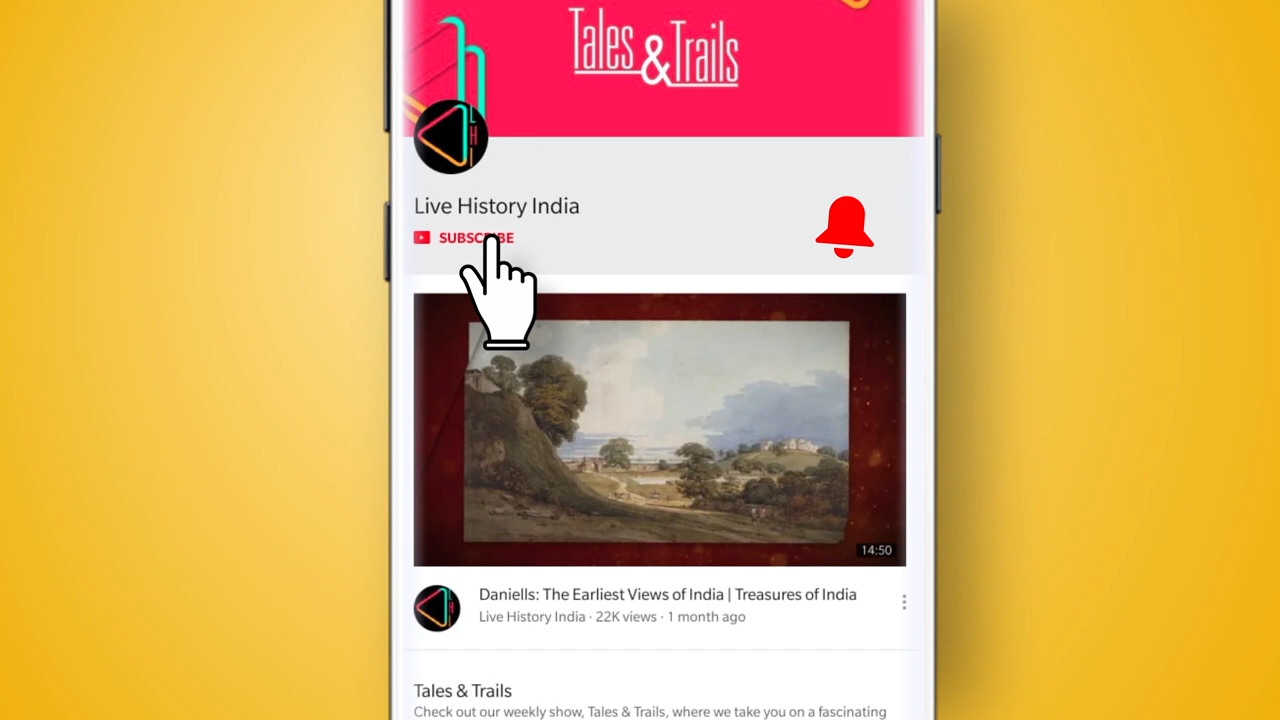 Tales & Trails
LHI
Live History India
SUBSCRIBE
14:50
Daniells: The Earliest Views of India | Treasures of India
Live History India · 22K views · 1 month ago
LHI
Tales & Trails
Check out our weekly show, Tales & Trails, where we take you on a fascinating